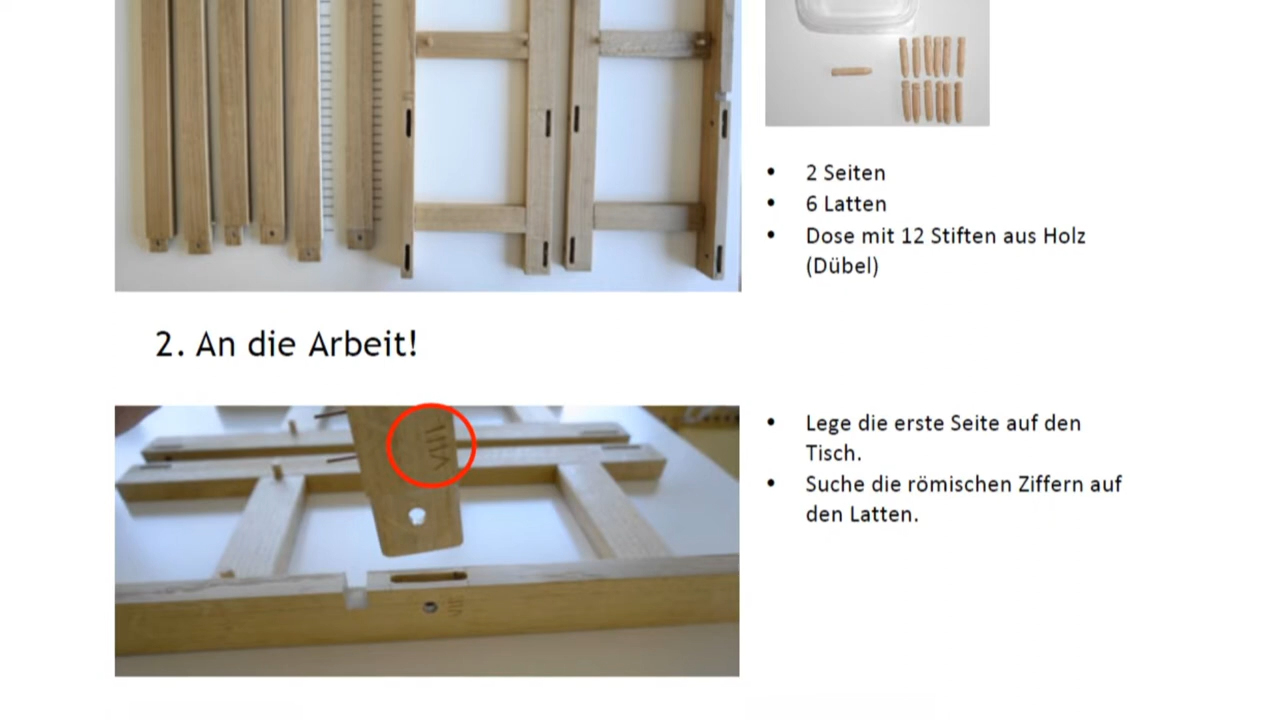 • 2 Seiten
• 6 Latten
• Dose mit 12 Stiften aus Holz
(Dübel)
2. An die Arbeit!
VIII
• Lege die erste Seite auf den
Tisch.
• Suche die römischen Ziffern auf
den Latten.